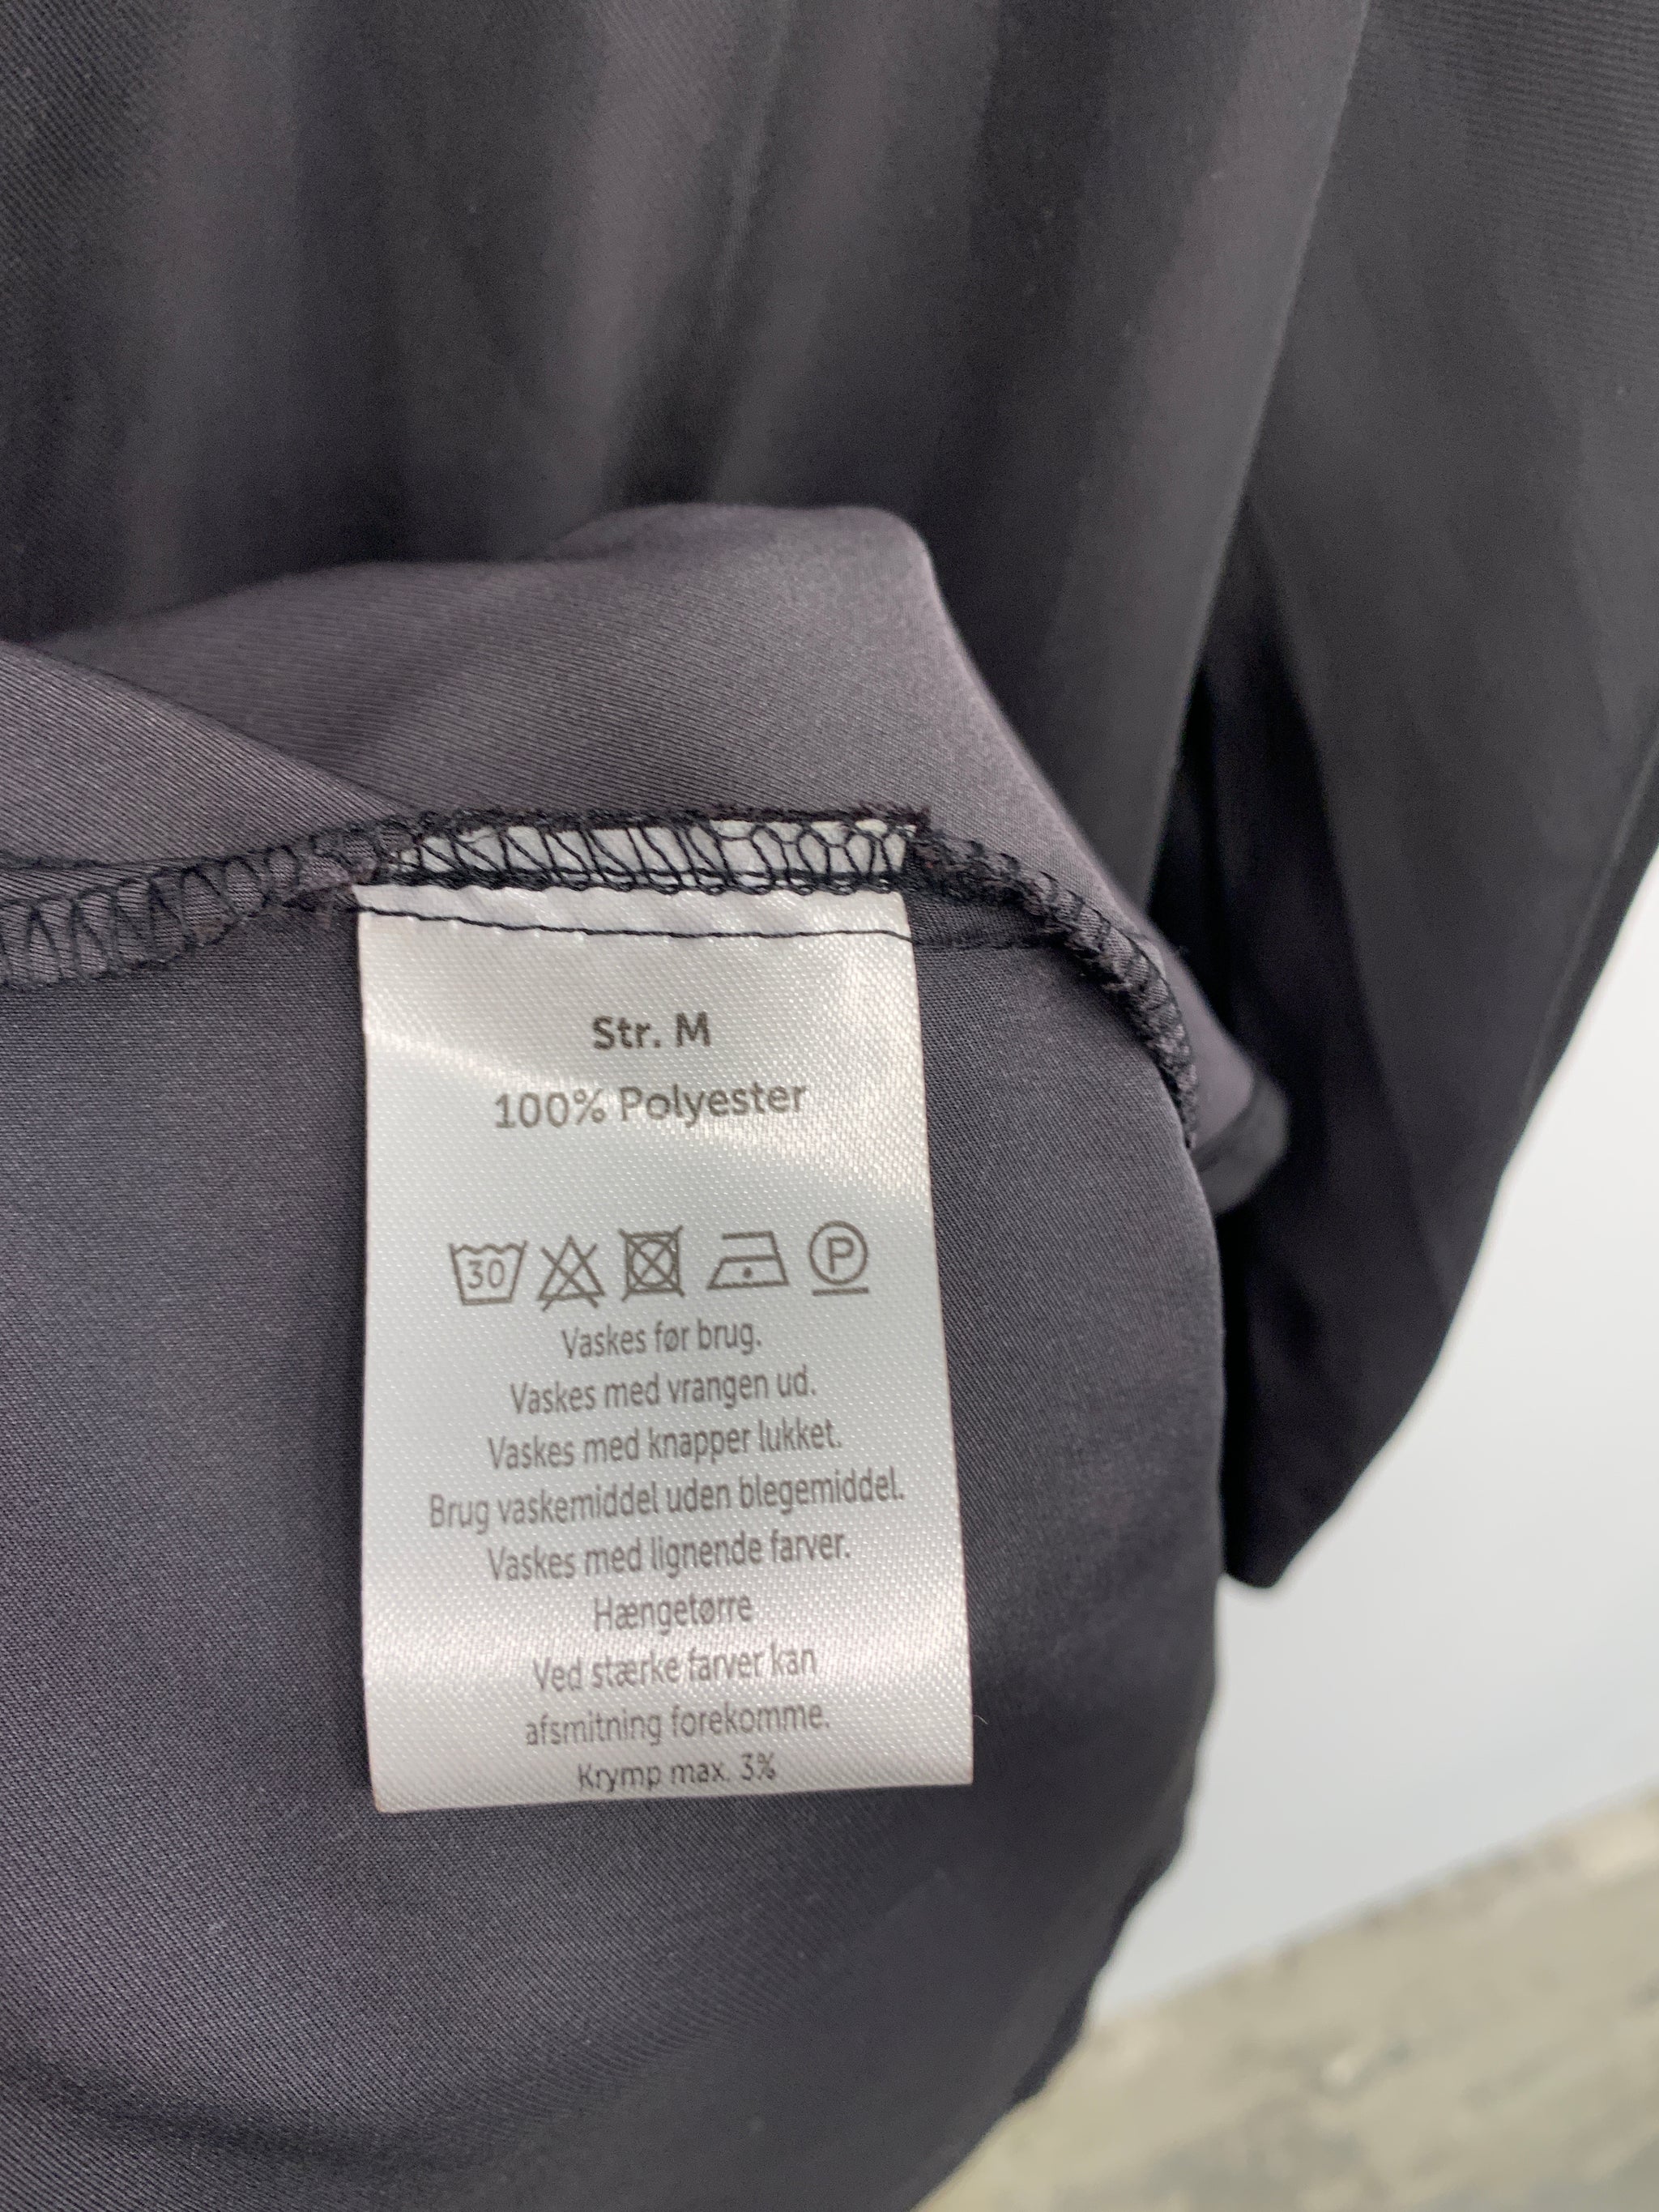 Str. M
100% Polyester
30 P
Vaskes før brug.
Vaskes med vrangen ud.
Vaskes med knapper lukket.
Brug vaskemiddel uden blegemiddel.
Vaskes med lignende farver.
Hængetørre
Ved stærke farver kan
afsmitning forekomme.
Krymp max. 3%